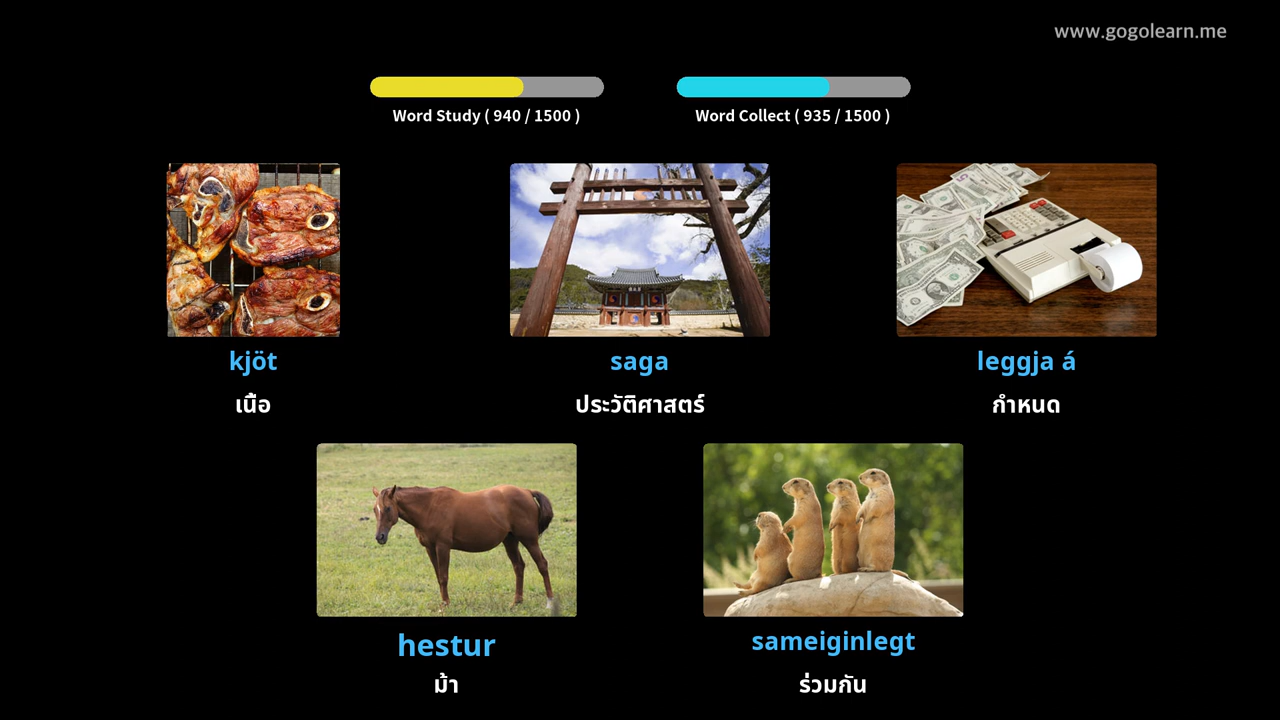 www.gogolearn.me
Word Study ( 940 / 1500 )
Word Collect ( 935 / 1500 )
kjöt
saga
leggja á
เนื้อ
ประวัติศาสตร์
กำหนด
hestur
sameiginlegt
ม้า
ร่วมกัน